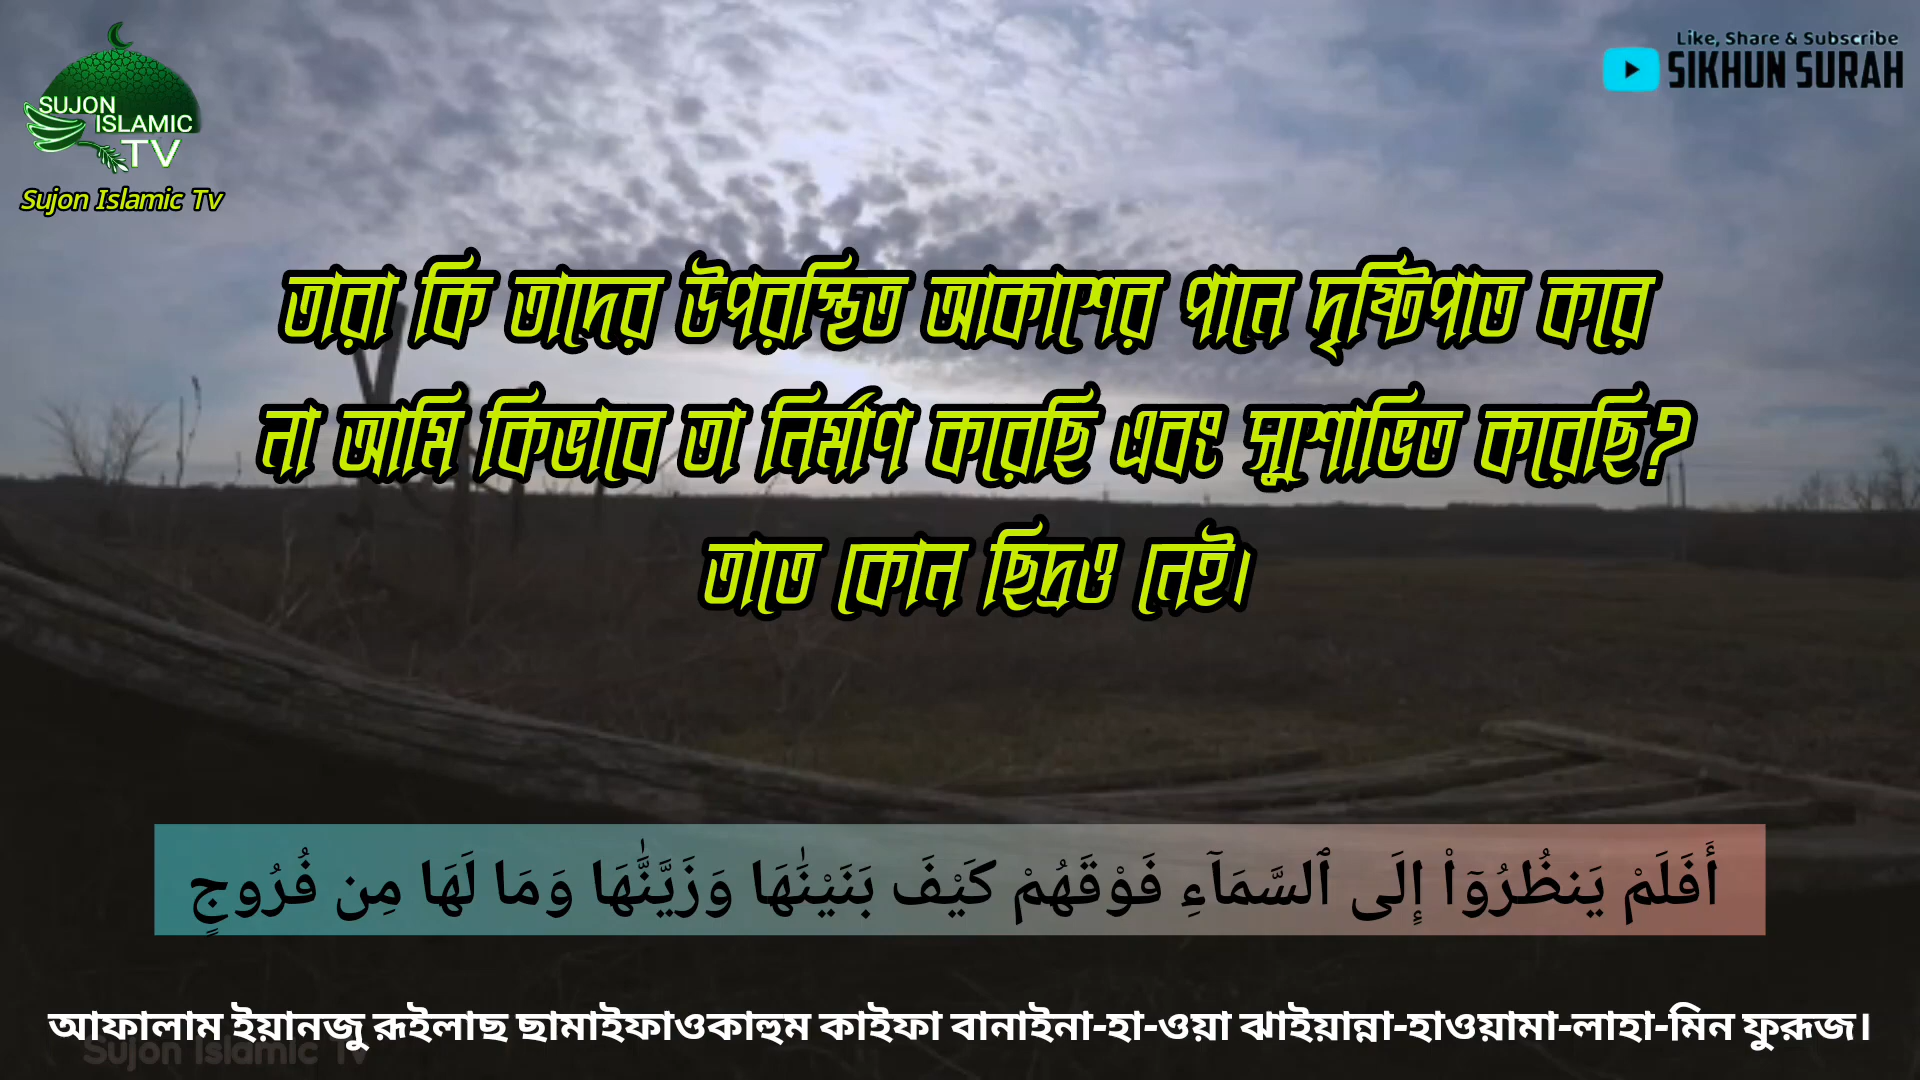 SUJON
ISLAMIC
TV
Sujon Islamic Tv
Like, Share & Subscribe
SIKHUN SURAH
তারা কি তাদের উপরস্থিত আকাশের পানে দৃষ্টিপাত করে
না আমি কিভাবে তা নির্মাণ করেছি এবং সুশোভিত করেছি?
তাতে কোন ছিদ্রও নেই।
أَفَلَمْ يَنظُرُوٓا۟ إِلَى ٱلسَّمَآءِ فَوْقَهُمْ كَيْفَ بَنَيْنَٰهَا وَزَيَّنَّٰهَا وَمَا لَهَا مِن فُرُوجٍ
আফালাম ইয়ানজু রূইলাছ ছামাইফাওকাহুম কাইফা বানাইনা-হা-ওয়া ঝাইয়ান্না-হাওয়ামা-লাহা-মিন ফুরূজ।
Sujon Islamic Tv